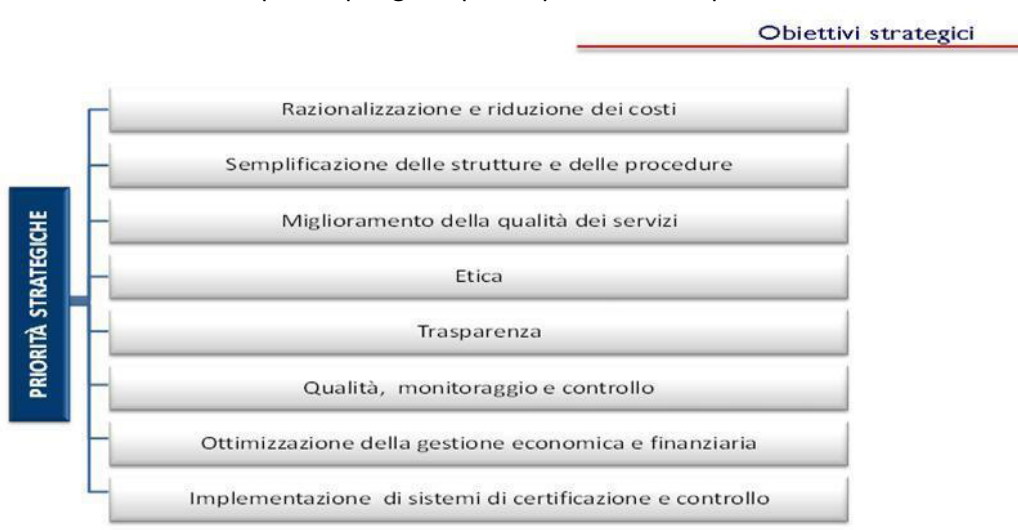 Obiettivi strategici
PRIORITÀ STRATEGICHE
Razionalizzazione e riduzione dei costi
Semplificazione delle strutture e delle procedure
Miglioramento della qualità dei servizi
Etica
Trasparenza
Qualità, monitoraggio e controllo
Ottimizzazione della gestione economica e finanziaria
Implementazione di sistemi di certificazione e controllo